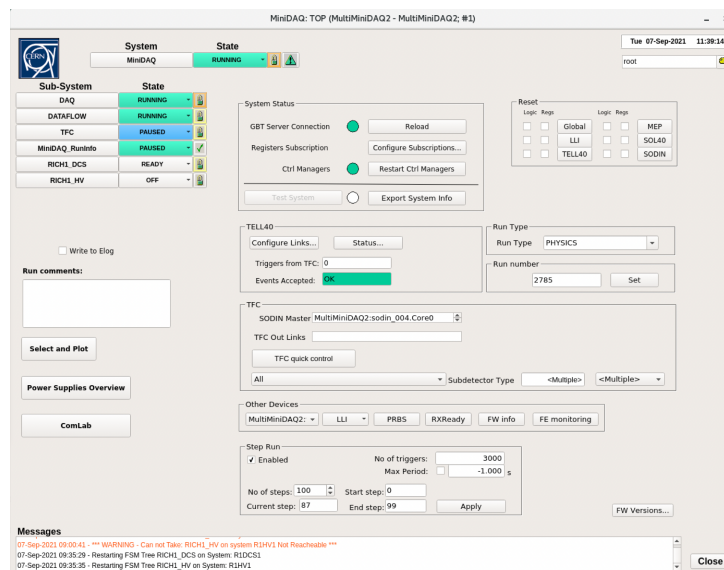 MiniDAQ: TOP (MultiMiniDAQ2 - MultiMiniDAQ2; #1)
CERN
System State
MiniDAQ RUNNING
Tue 07-Sep-2021 11:39:14
root
Sub-System State
DAQ RUNNING
DATAFLOW RUNNING
TFC PAUSED
MiniDAQ_RunInfo PAUSED
RICH1_DCS READY
RICH1_HV OFF
System Status
GBT Server Connection Reload
Registers Subscription Configure Subscriptions...
Ctrl Managers Restart Ctrl Managers
Test System Export System Info
Reset
Logic Regs Logic Regs
Global MEP
LLI SOL40
TELL40 SODIN
Write to Elog
Run comments:
Select and Plot
Power Supplies Overview
ComLab
TELL40
Configure Links... Status...
Triggers from TFC: 0
Events Accepted: OK
Run Type
Run Type PHYSICS
Run number
2785 Set
TFC
SODIN Master MultiMiniDAQ2:sodin_004.Core0
TFC Out Links
TFC quick control
All Subdetector Type <Multiple> <Multiple>
Other Devices
MultiMiniDAQ2: LLI PRBS RXReady FW info FE monitoring
Step Run
Enabled No of triggers: 3000
Max Period: -1.000 s
No of steps: 100 Start step: 0
Current step: 87 End step: 99 Apply
FW Versions...
Messages
07-Sep-2021 09:00:41 - *** WARNING - Can not Take: RICH1_HV on system R1HV1 Not Reacheable ***
07-Sep-2021 09:35:29 - Restarting FSM Tree RICH1_DCS on System: R1DCS1
07-Sep-2021 09:35:35 - Restarting FSM Tree RICH1_HV on System: R1HV1
Close